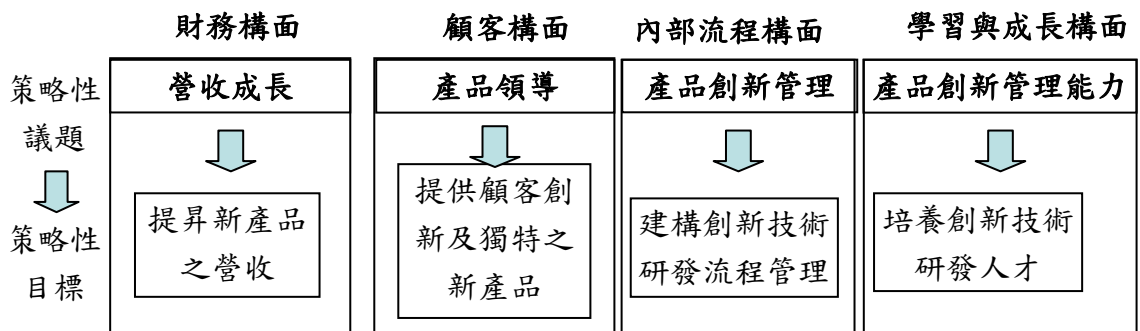 財務構面 顧客構面 內部流程構面 學習與成長構面
策略性
議題
策略性
目標
營收成長 產品領導 產品創新管理 產品創新管理能力
提昇新產品
之營收
提供顧客創
新及獨特之
新產品
建構創新技術
研發流程管理
培養創新技術
研發人才